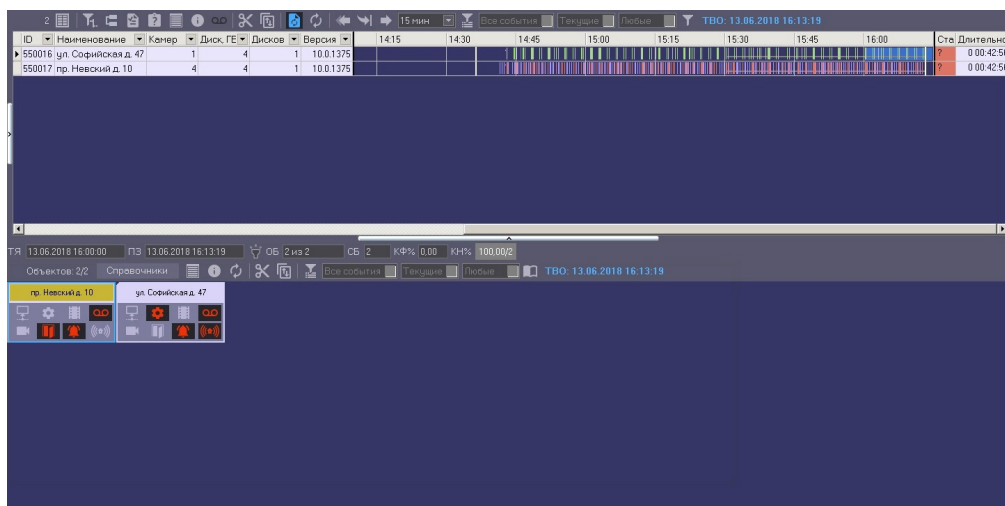 2 15 мин Все события Текущие Любые ТВО: 13.06.2018 16:13:19
ID Наименование Камер Диск, ГБ Дисков Версия 14:15 14:30 14:45 15:00 15:15 15:30 15:45 16:00 Ста Длительно
550016 ул. Софийская д. 47 1 4 1 10.0.1375 ? 0 00:42:50
550017 пр. Невский д. 10 4 4 1 10.0.1375 ? 0 00:42:50
ТЯ 13.06.2018 16:00:00 ПЗ 13.06.2018 16:13:19 ОБ 2 из 2 СБ 2 КФ% 0,00 КН% 100,00/2
Объектов: 2/2 Справочники Все события Текущие Любые ТВО: 13.06.2018 16:13:19
пр. Невский д. 10 ул. Софийская д. 47